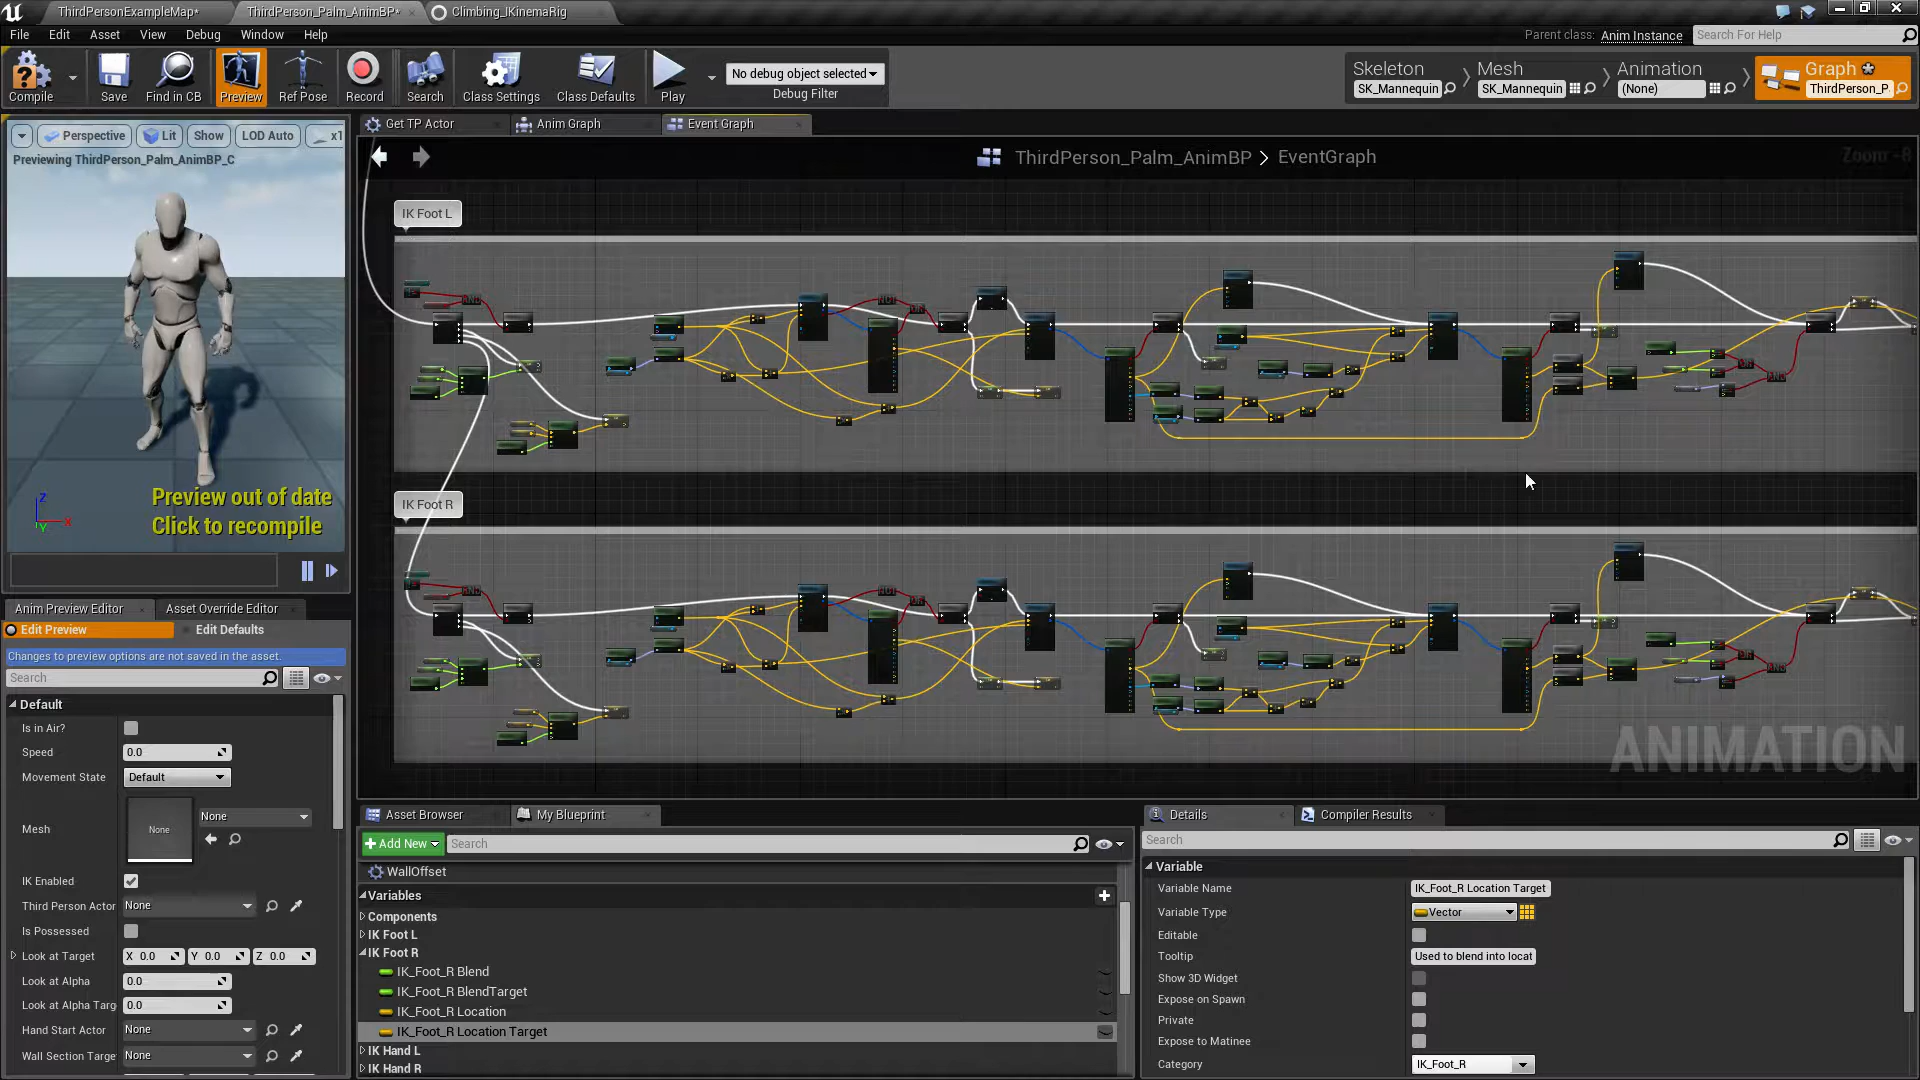 ThirdPersonExampleMap*
ThirdPerson_Palm_AnimBP*
Climbing_IKinemaRig
File Edit Asset View Debug Window Help
Parent class: Anim Instance
Search For Help
Compile
Save
Find in CB
Preview
Ref Pose
Record
Search
Class Settings
Class Defaults
Play
No debug object selected
Debug Filter
Skeleton
SK_Mannequin
Mesh
SK_Mannequin
Animation
(None)
Graph
ThirdPerson_P
Perspective
Lit
Show
LOD Auto
x1
Previewing ThirdPerson_Palm_AnimBP_C
Z
X
Y
Preview out of date
Click to recompile
Get TP Actor
Anim Graph
Event Graph
ThirdPerson_Palm_AnimBP > EventGraph
Zoom -8
IK Foot L
AND
NOT
AND
IK Foot R
AND
NOT
AND
ANIMATION
Anim Preview Editor
Asset Override Editor
Edit Preview
Edit Defaults
Changes to preview options are not saved in the asset.
Search
Default
Is in Air?
Speed 0.0
Movement State Default
Mesh None None
IK Enabled
Third Person Actor None
Is Possessed
Look at Target X 0.0 Y 0.0 Z 0.0
Look at Alpha 0.0
Look at Alpha Targ 0.0
Hand Start Actor None
Wall Section Targe None
Asset Browser
My Blueprint
Add New
Search
WallOffset
Variables
Components
IK Foot L
IK Foot R
IK_Foot_R Blend
IK_Foot_R BlendTarget
IK_Foot_R Location
IK_Foot_R Location Target
IK Hand L
IK Hand R
Details
Compiler Results
Search
Variable
Variable Name IK_Foot_R Location Target
Variable Type Vector
Editable
Tooltip Used to blend into locat
Show 3D Widget
Expose on Spawn
Private
Expose to Matinee
Category IK_Foot_R